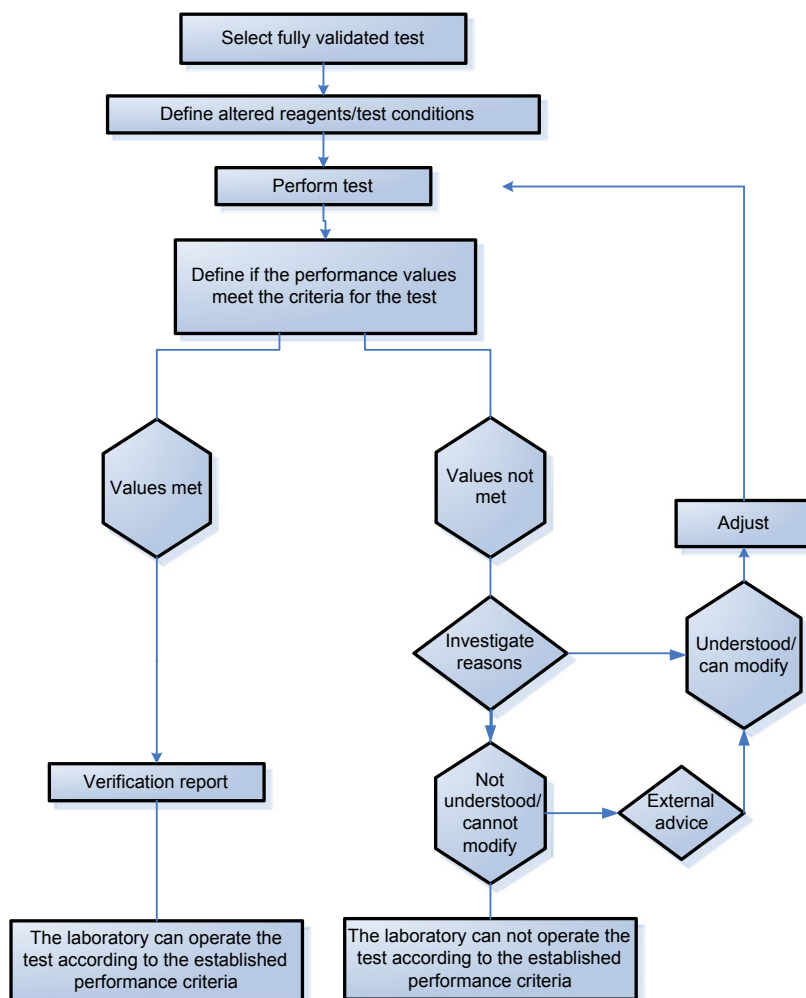 Select fully validated test
Define altered reagents/test conditions
Perform test
Define if the performance values
meet the criteria for the test
Values met
Values not
met
Adjust
Investigate
reasons
Understood/
can modify
Verification report
Not
understood/
cannot
modify
External
advice
The laboratory can operate the
test according to the established
performance criteria
The laboratory can not operate the
test according to the established
performance criteria